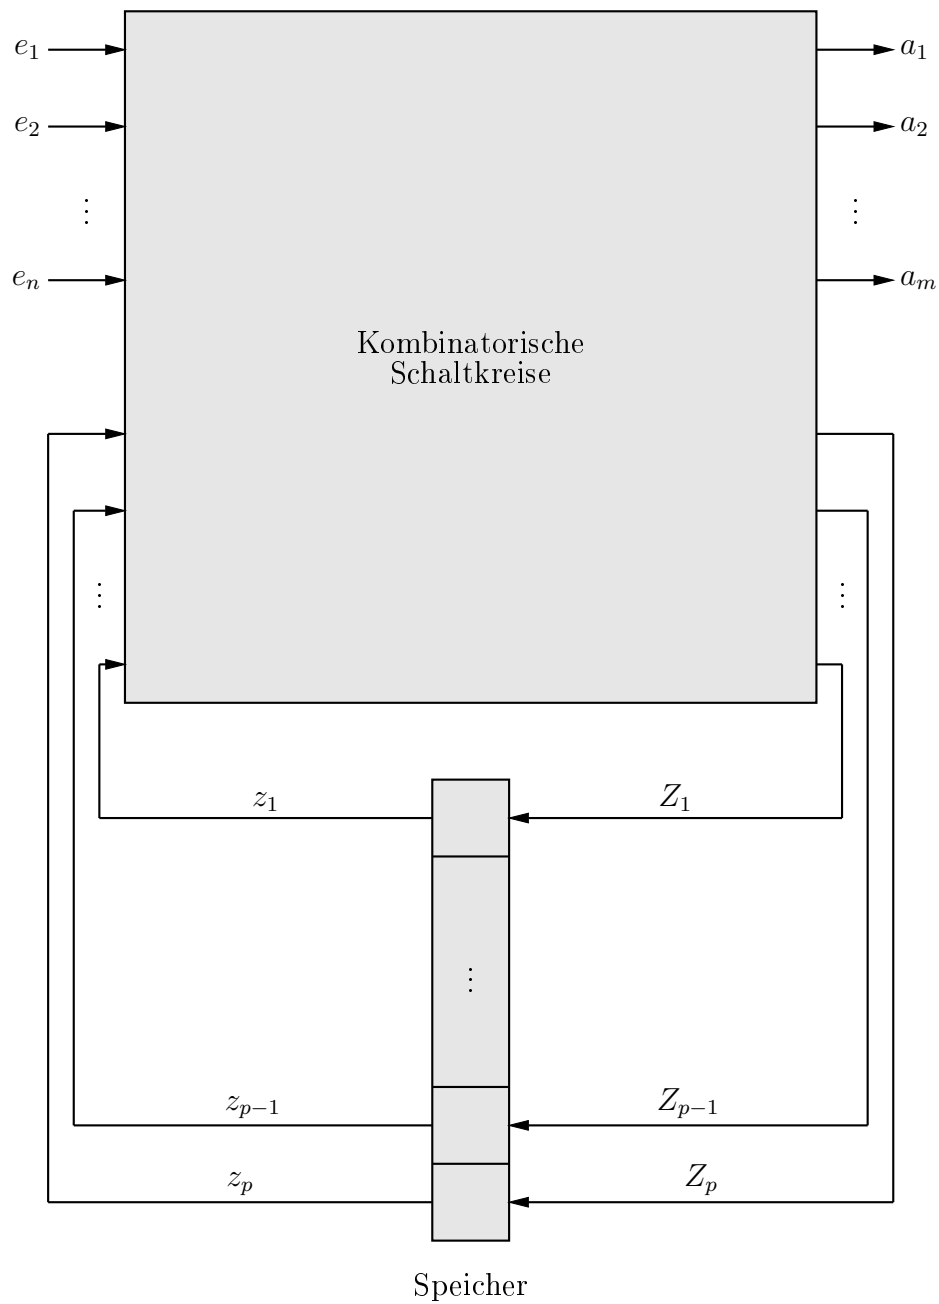 e₁ a₁
e₂ a₂
⋮ ⋮
eₙ aₘ
Kombinatorische
Schaltkreise
⋮ ⋮
z₁ Z₁
⋮
zₚ₋₁ Zₚ₋₁
zₚ Zₚ
Speicher